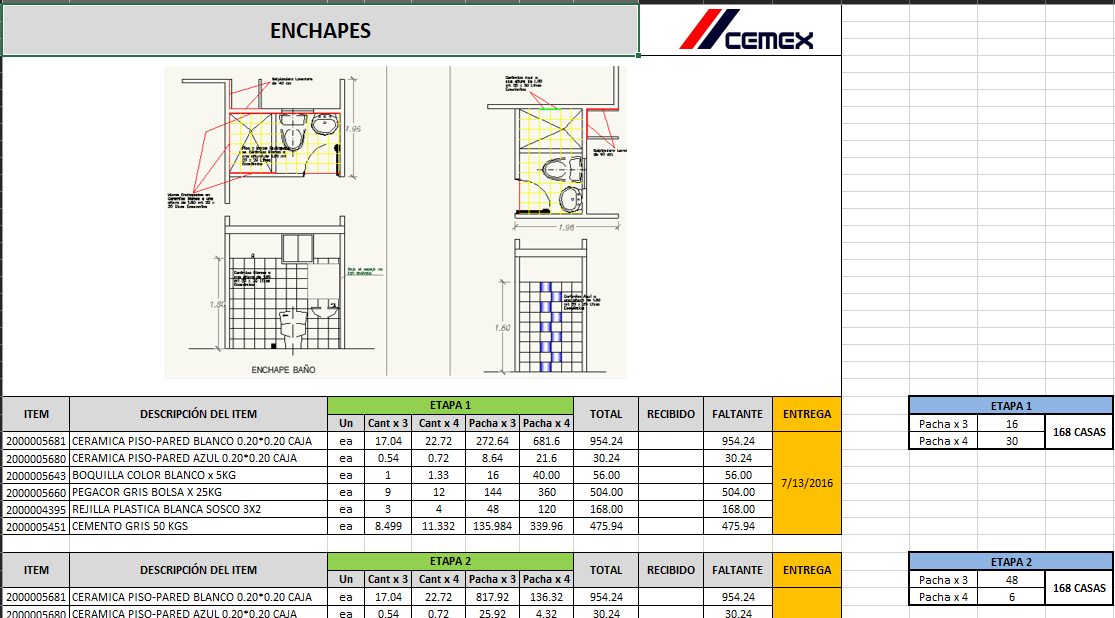 ENCHAPES
CEMEX
1.96
1.96
1.80
1.80
ENCHAPE BAÑO
ITEM DESCRIPCIÓN DEL ITEM ETAPA 1 TOTAL RECIBIDO FALTANTE ENTREGA
Un Cant x 3 Cant x 4 Pacha x 3 Pacha x 4
2000005681 CERAMICA PISO-PARED BLANCO 0.20*0.20 CAJA ea 17.04 22.72 272.64 681.6 954.24 954.24
2000005680 CERAMICA PISO-PARED AZUL 0.20*0.20 CAJA ea 0.54 0.72 8.64 21.6 30.24 30.24
2000005643 BOQUILLA COLOR BLANCO x 5KG ea 1 1.33 16 40.00 56.00 56.00
2000005660 PEGACOR GRIS BOLSA X 25KG ea 9 12 144 360 504.00 504.00
2000004395 REJILLA PLASTICA BLANCA SOSCO 3X2 ea 3 4 48 120 168.00 168.00
2000005451 CEMENTO GRIS 50 KGS ea 8.499 11.332 135.984 339.96 475.94 475.94
7/13/2016
ETAPA 1
Pacha x 3 16
Pacha x 4 30
168 CASAS
ITEM DESCRIPCIÓN DEL ITEM ETAPA 2 TOTAL RECIBIDO FALTANTE ENTREGA
Un Cant x 3 Cant x 4 Pacha x 3 Pacha x 4
2000005681 CERAMICA PISO-PARED BLANCO 0.20*0.20 CAJA ea 17.04 22.72 817.92 136.32 954.24 954.24
2000005680 CERAMICA PISO-PARED AZUL 0.20*0.20 CAJA ea 0.54 0.72 25.92 4.32 30.24 30.24
ETAPA 2
Pacha x 3 48
Pacha x 4 6
168 CASAS